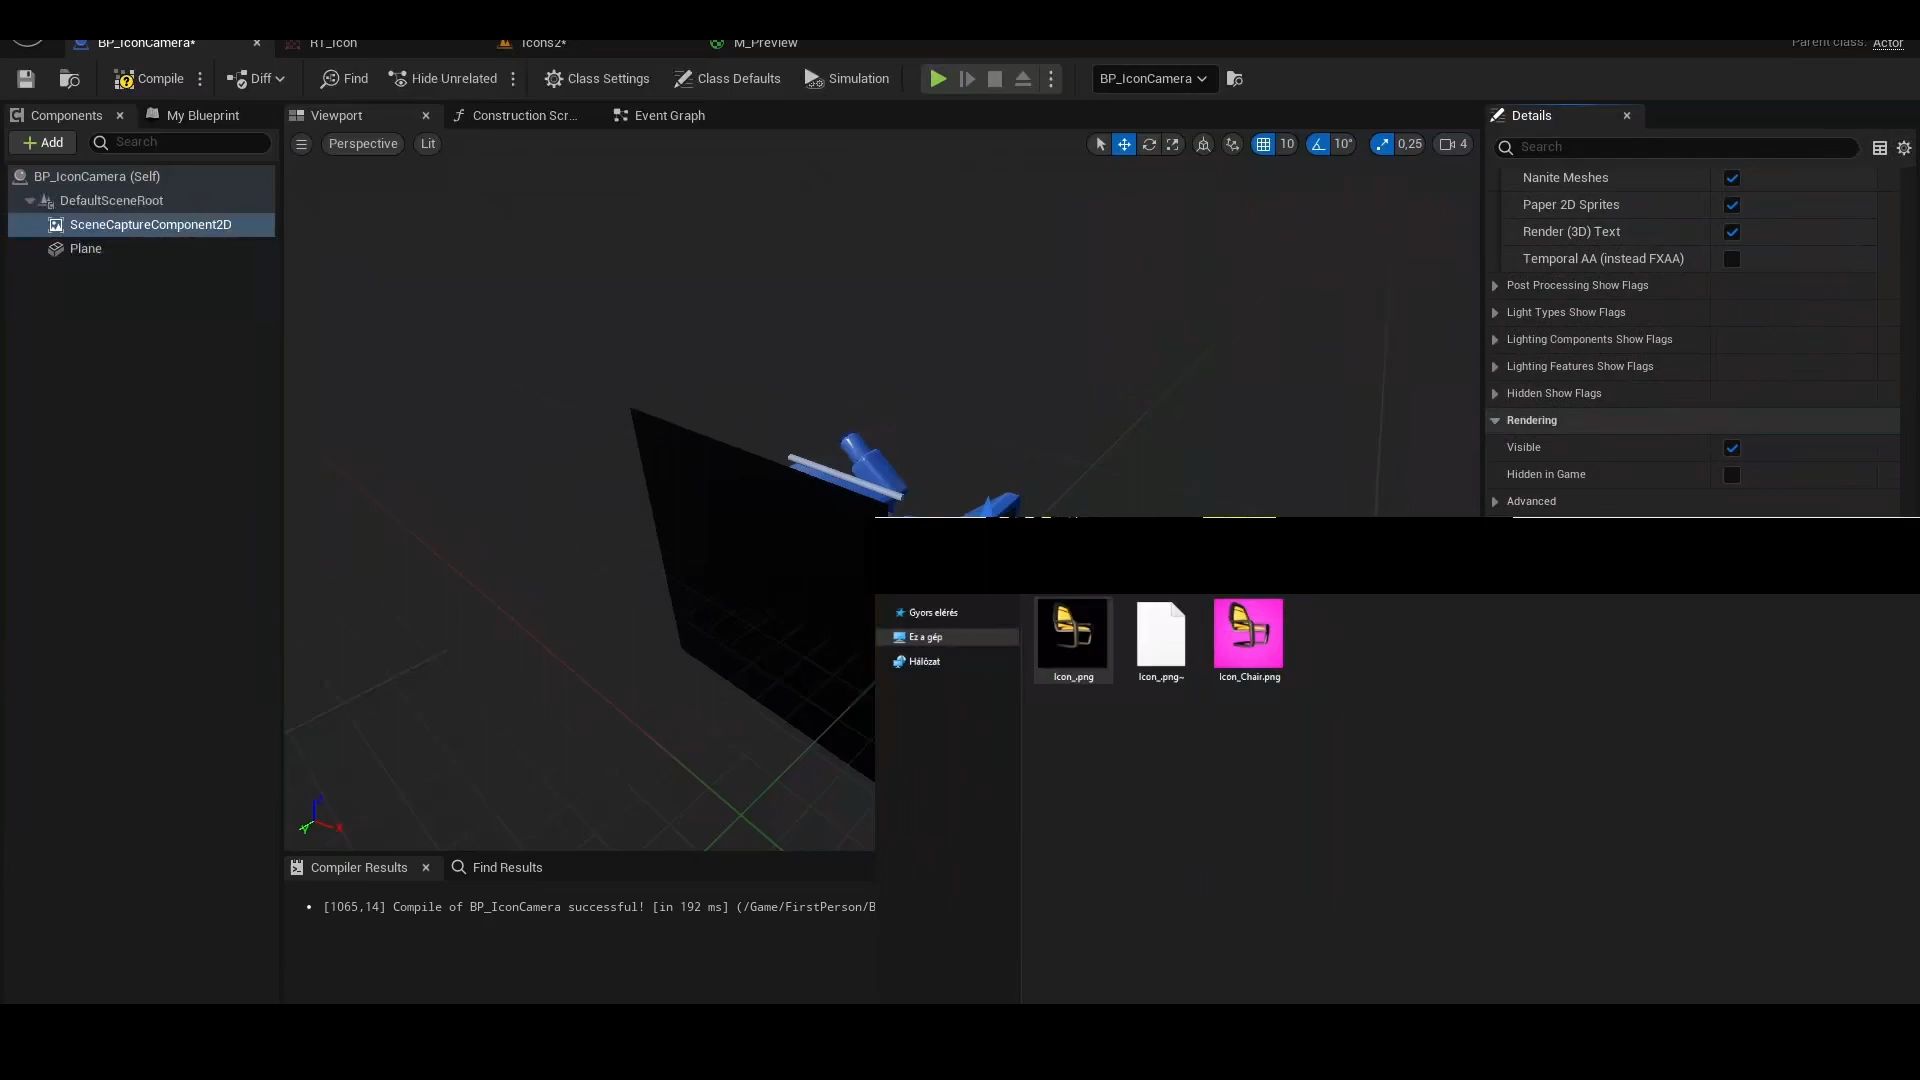 BP_IconCamera*
RT_Icon
Icons2*
M_Preview
Parent class: Actor
Compile
Diff
Find
Hide Unrelated
Class Settings
Class Defaults
Simulation
BP_IconCamera
Components
My Blueprint
Viewport
Construction Scr...
Event Graph
Details
Add
Search
Perspective
Lit
10
10°
0,25
4
Search
BP_IconCamera (Self)
DefaultSceneRoot
SceneCaptureComponent2D
Plane
Nanite Meshes
Paper 2D Sprites
Render (3D) Text
Temporal AA (instead FXAA)
Post Processing Show Flags
Light Types Show Flags
Lighting Components Show Flags
Lighting Features Show Flags
Hidden Show Flags
Rendering
Visible
Hidden in Game
Advanced
Gyors elérés
Ez a gép
Hálózat
Icon_.png
Icon_.png~
Icon_Chair.png
Compiler Results
Find Results
[1065,14] Compile of BP_IconCamera successful! [in 192 ms] (/Game/FirstPerson/B